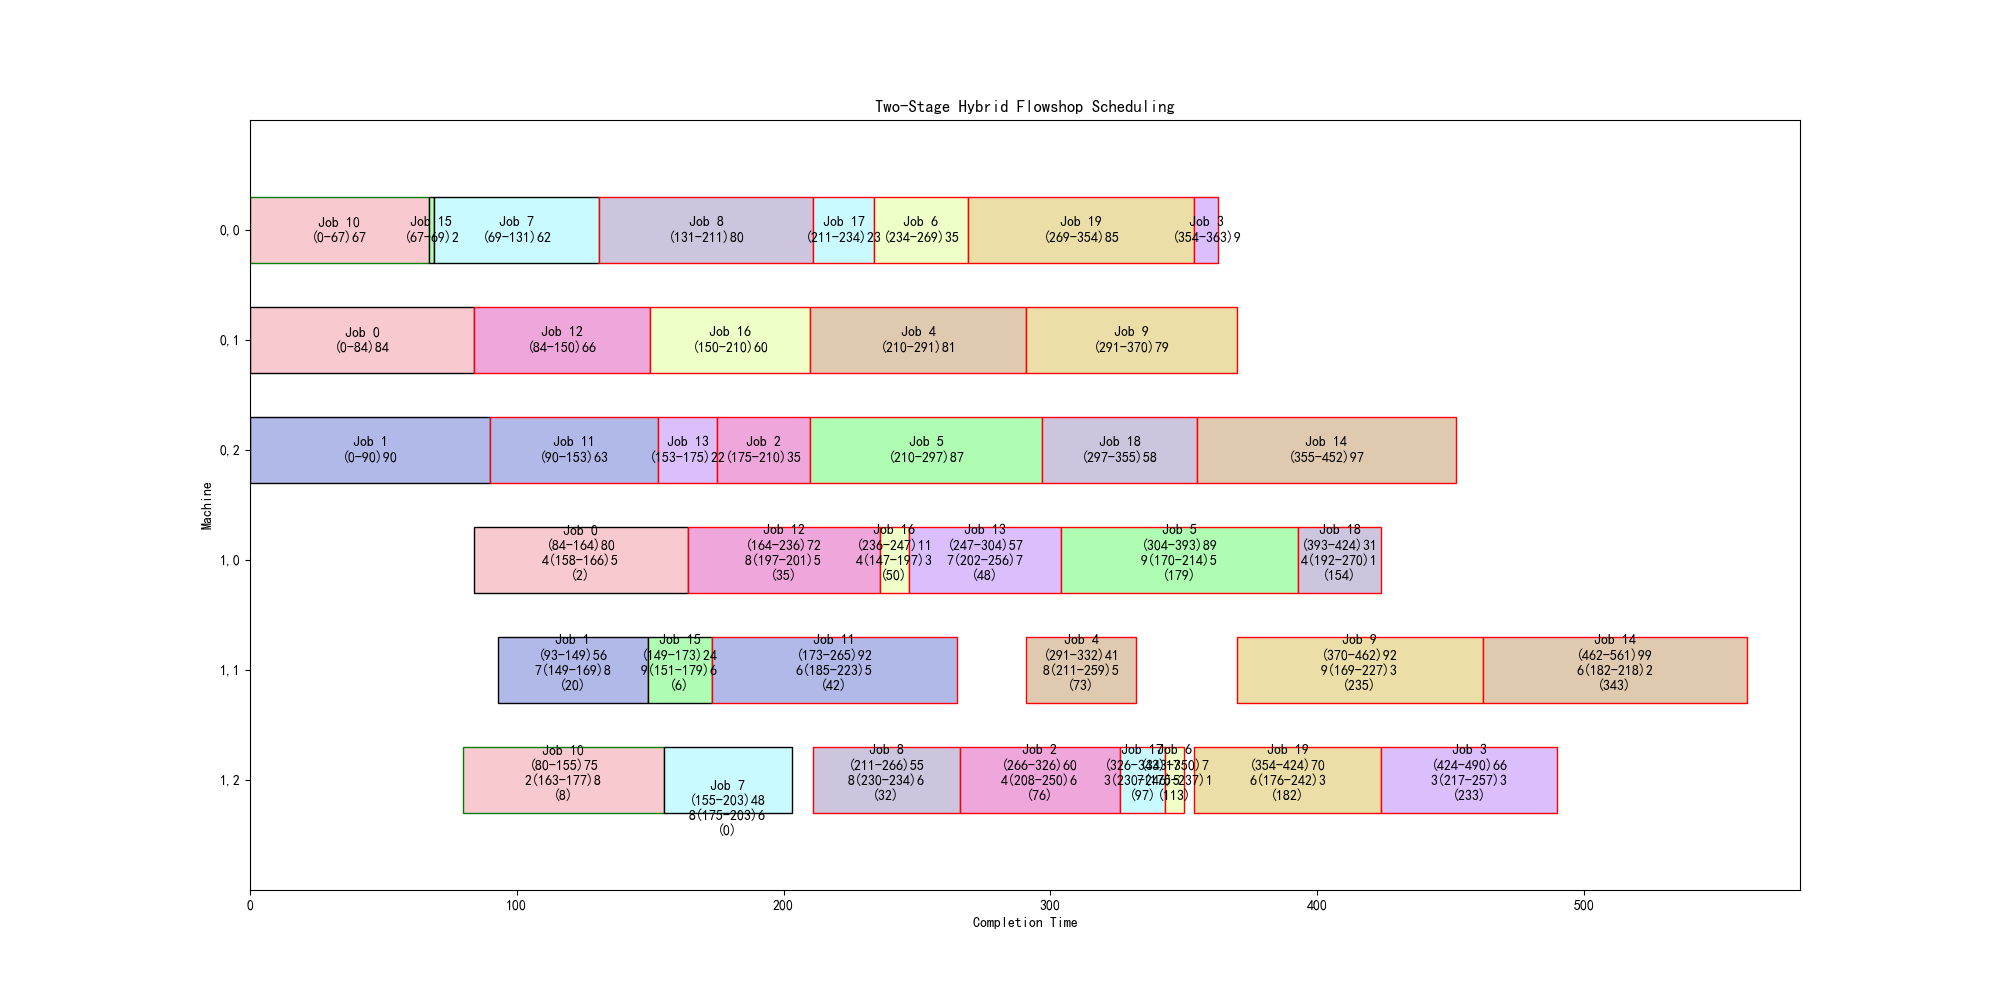 Two-Stage Hybrid Flowshop Scheduling
0,0
Job 10
(0-67)67
Job 15
(67-69)2
Job 7
(69-131)62
Job 8
(131-211)80
Job 17
(211-234)23
Job 6
(234-269)35
Job 19
(269-354)85
Job 3
(354-363)9
0,1
Job 0
(0-84)84
Job 12
(84-150)66
Job 16
(150-210)60
Job 4
(210-291)81
Job 9
(291-370)79
0,2
Job 1
(0-90)90
Job 11
(90-153)63
Job 13
(153-175)22
Job 2
(175-210)35
Job 5
(210-297)87
Job 18
(297-355)58
Job 14
(355-452)97
Machine
1,0
Job 0
(84-164)80
4(158-166)5
(2)
Job 12
(164-236)72
8(197-201)5
(35)
Job 16
(236-247)11
4(147-197)3
(50)
Job 13
(247-304)57
7(202-256)7
(48)
Job 5
(304-393)89
9(170-214)5
(179)
Job 18
(393-424)31
4(192-270)1
(154)
1,1
Job 1
(93-149)56
7(149-169)8
(20)
Job 15
(149-173)24
9(151-179)6
(6)
Job 11
(173-265)92
6(185-223)5
(42)
Job 4
(291-332)41
8(211-259)5
(73)
Job 9
(370-462)92
9(169-227)3
(235)
Job 14
(462-561)99
6(182-218)2
(343)
1,2
Job 10
(80-155)75
2(163-177)8
(8)
Job 7
(155-203)48
8(175-203)6
(0)
Job 8
(211-266)55
8(230-234)6
(32)
Job 2
(266-326)60
4(208-250)6
(76)
Job 17
(97)
Job 6
(113)
Job 19
(354-424)70
6(176-242)3
(182)
Job 3
(424-490)66
3(217-257)3
(233)
0
100
200
300
400
500
Completion Time